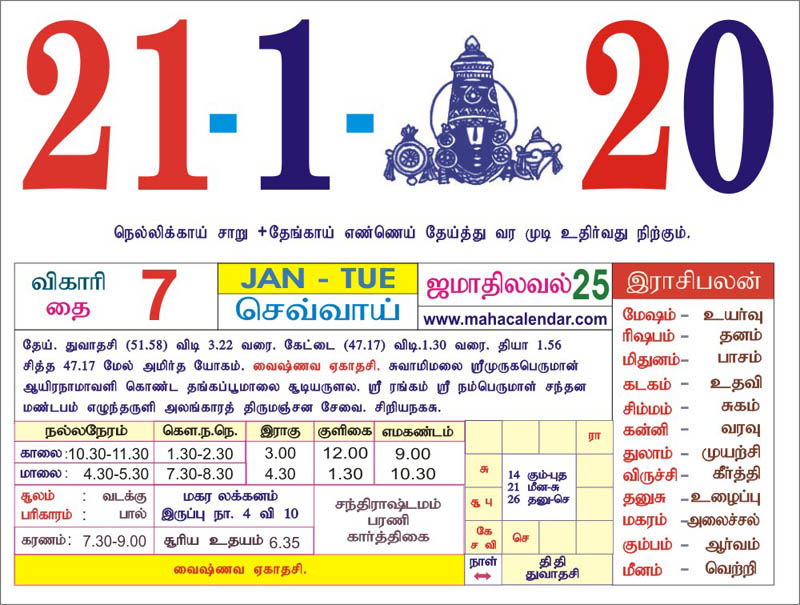 21-1-20
நெல்லிக்காய் சாறு +தேங்காய் எண்ணெய் தேய்த்து வர முடி உதிர்வது நிற்கும்.
விகாரி
தை
7
JAN - TUE
செவ்வாய்
ஜமாதிலவல் 25
www.mahacalendar.com
தேய். துவாதசி (51.58) விடி 3.22 வரை. கேட்டை (47.17) விடி.1.30 வரை. தியா 1.56
சித்த 47.17 மேல் அமிர்த யோகம். வைஷ்ணவ ஏகாதசி. சுவாமிமலை ஸ்ரீமுருகபெருமான்
ஆயிரநாமாவளி கொண்ட தங்கப்பூமாலை சூடியருளல. ஸ்ரீ ரங்கம் ஸ்ரீ நம்பெருமாள் சந்தன
மண்டபம் எழுந்தருளி அலங்காரத் திருமஞ்சன சேவை. சிறியநகசு.
நல்லநேரம் கௌ.ந.நெ. இராகு குளிகை எமகண்டம்
காலை: 10.30-11.30 1.30-2.30 3.00 12.00 9.00
மாலை: 4.30-5.30 7.30-8.30 4.30 1.30 10.30
சூலம் : வடக்கு
பரிகாரம் : பால்
மகர லக்கனம்
இருப்பு நா. 4 வி 10
கரணம்: 7.30-9.00
சூரிய உதயம் 6.35
சந்திராஷ்டமம்
பரணி
கார்த்திகை
வைஷ்ணவ ஏகாதசி.
ரா
சு
சூ பு
கே
ச வி
செ
14 கும்-புத
21 மீன-சு
26 தனு-செ
நாள்
திதி
துவாதசி
இராசிபலன்
மேஷம் - உயர்வு
ரிஷபம் - தனம்
மிதுனம் - பாசம்
கடகம் - உதவி
சிம்மம் - சுகம்
கன்னி - வரவு
துலாம் - முயற்சி
விருச்சி - கீர்த்தி
தனுசு - உழைப்பு
மகரம் - அலைச்சல்
கும்பம் - ஆர்வம்
மீனம் - வெற்றி